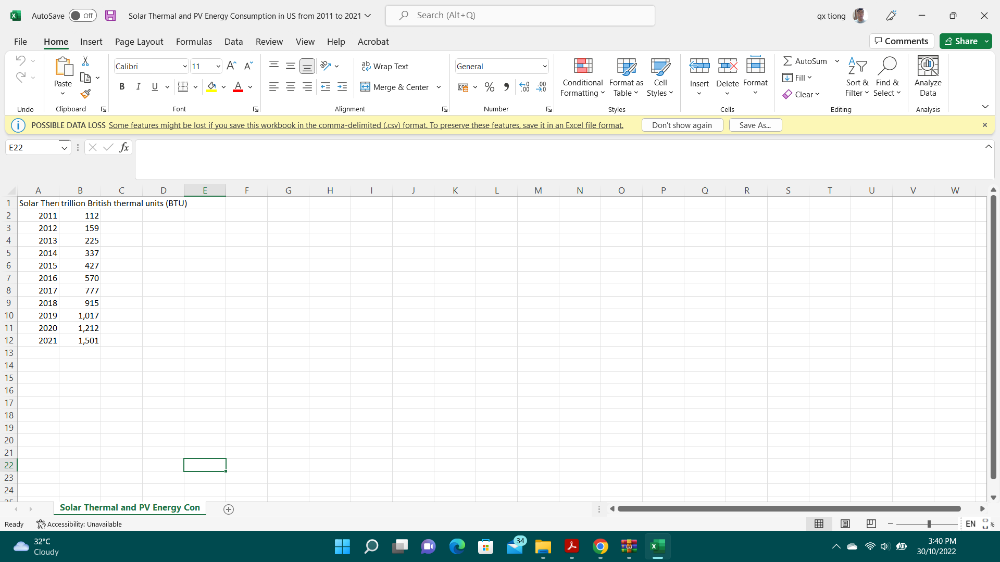 AutoSave Off Solar Thermal and PV Energy Consumption in US from 2011 to 2021 Search (Alt+Q) qx tiong
File Home Insert Page Layout Formulas Data Review View Help Acrobat Comments Share
Calibri 11 Wrap Text General AutoSum
Paste B I U A Merge & Center % Conditional Formatting Format as Table Cell Styles Insert Delete Format Fill Clear Sort & Filter Find & Select Analyze Data
Undo Clipboard Font Alignment Number Styles Cells Editing Analysis
POSSIBLE DATA LOSS Some features might be lost if you save this workbook in the comma-delimited (.csv) format. To preserve these features, save it in an Excel file format. Don't show again Save As...
E22 fx
A B C D E F G H I J K L M N O P Q R S T U V W
1 Solar Ther trillion British thermal units (BTU)
2 2011 112
3 2012 159
4 2013 225
5 2014 337
6 2015 427
7 2016 570
8 2017 777
9 2018 915
10 2019 1,017
11 2020 1,212
12 2021 1,501
13
14
15
16
17
18
19
20
21
22
23
24
Solar Thermal and PV Energy Con
Ready Accessibility: Unavailable EN %
32°C
Cloudy
34
3:40 PM
30/10/2022